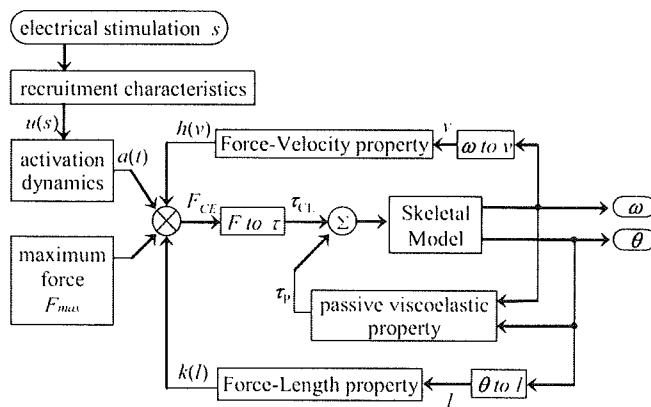 electrical stimulation s
recruitment characteristics
u(s)
h(v)
Force-Velocity property
v
ω to v
activation
dynamics
a(t)
F_CE
F to τ
τ_CE
Σ
Skeletal
Model
ω
θ
maximum
force
F_max
τ_P
passive viscoelastic
property
k(l)
Force-Length property
l
θ to l